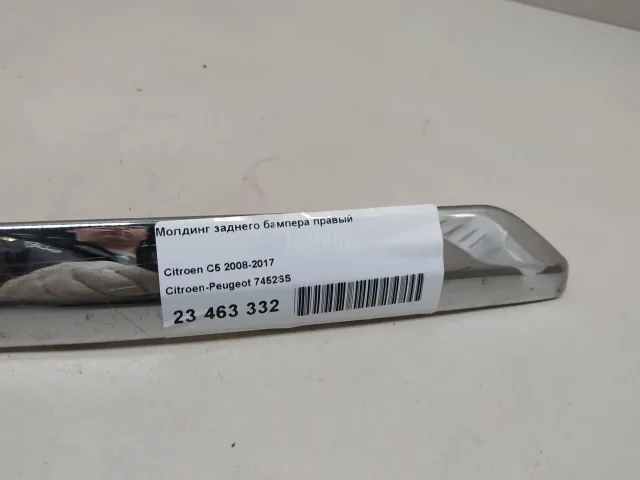 Молдинг заднего бампера правый
Citroen C5 2008-2017
Citroen-Peugeot 7452SS
23 463 332